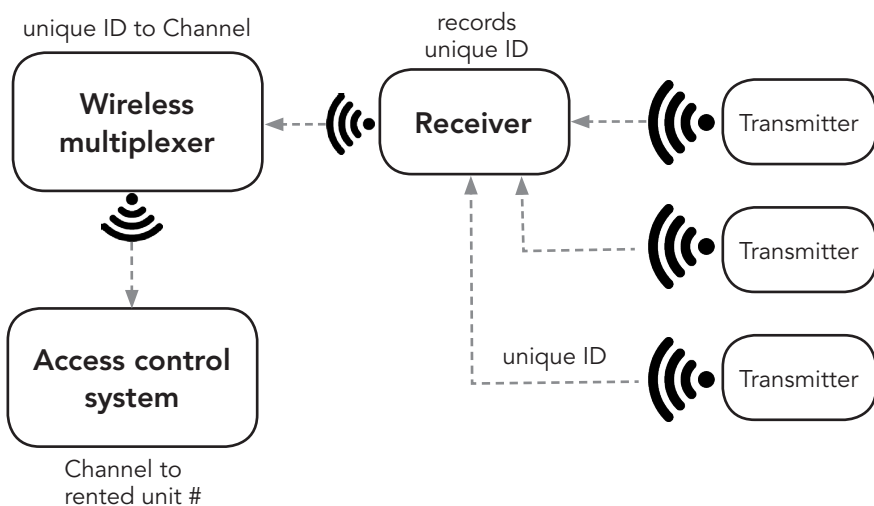 unique ID to Channel
Wireless
multiplexer
records
unique ID
Receiver
Transmitter
Transmitter
unique ID
Transmitter
Access control
system
Channel to
rented unit #